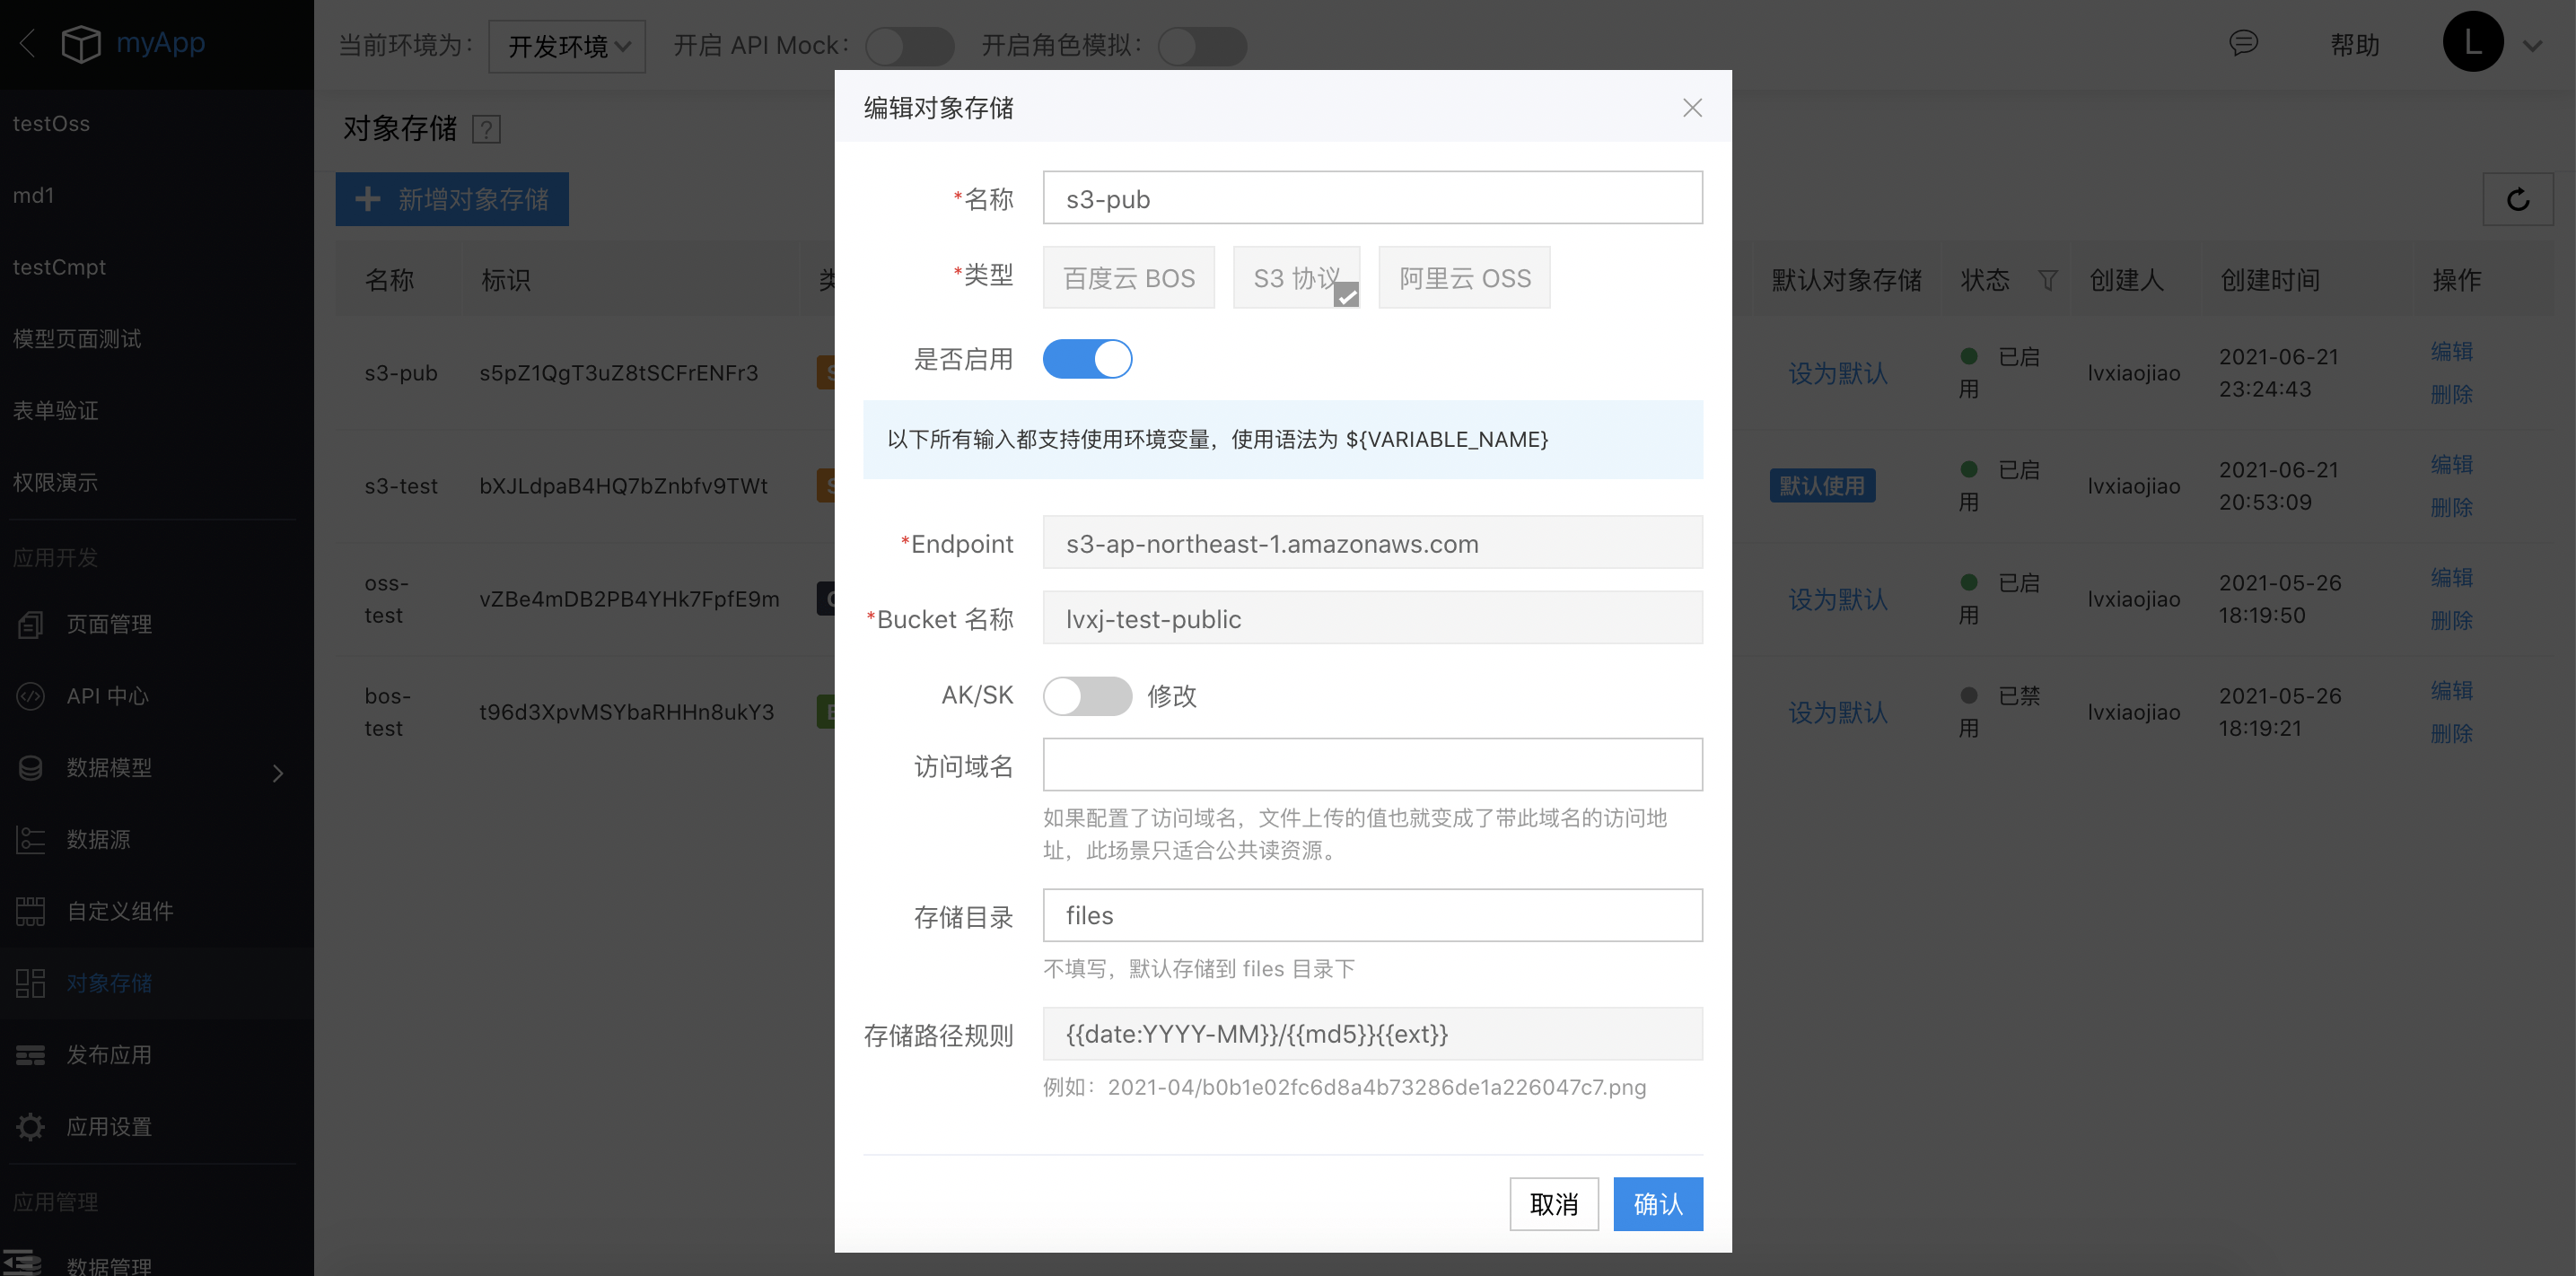 myApp
当前环境为：
开发环境
开启 API Mock：
开启角色模拟：
帮助
L
testOss
md1
testCmpt
模型页面测试
表单验证
权限演示
应用开发
页面管理
API 中心
数据模型
数据源
自定义组件
对象存储
发布应用
应用设置
应用管理
数据管理
对象存储 ?
新增对象存储
名称 标识 默认对象存储 状态 创建人 创建时间 操作
s3-pub s5pZ1QgT3uZ8tSCFrENFr3 设为默认 已启用 lvxiaojiao 2021-06-21 23:24:43 编辑 删除
s3-test bXJLdpaB4HQ7bZnbfv9TWt 默认使用 已启用 lvxiaojiao 2021-06-21 20:53:09 编辑 删除
oss-test vZBe4mDB2PB4YHk7FpfE9m 设为默认 已启用 lvxiaojiao 2021-05-26 18:19:50 编辑 删除
bos-test t96d3XpvMSYbaRHHn8ukY3 设为默认 已禁用 lvxiaojiao 2021-05-26 18:19:21 编辑 删除
编辑对象存储
*名称 s3-pub
*类型 百度云 BOS S3 协议 阿里云 OSS
是否启用
以下所有输入都支持使用环境变量，使用语法为 ${VARIABLE_NAME}
*Endpoint s3-ap-northeast-1.amazonaws.com
*Bucket 名称 lvxj-test-public
AK/SK 修改
访问域名
如果配置了访问域名，文件上传的值也就变成了带此域名的访问地
址，此场景只适合公共读资源。
存储目录 files
不填写，默认存储到 files 目录下
存储路径规则 {{date:YYYY-MM}}/{{md5}}{{ext}}
例如：2021-04/b0b1e02fc6d8a4b73286de1a226047c7.png
取消 确认